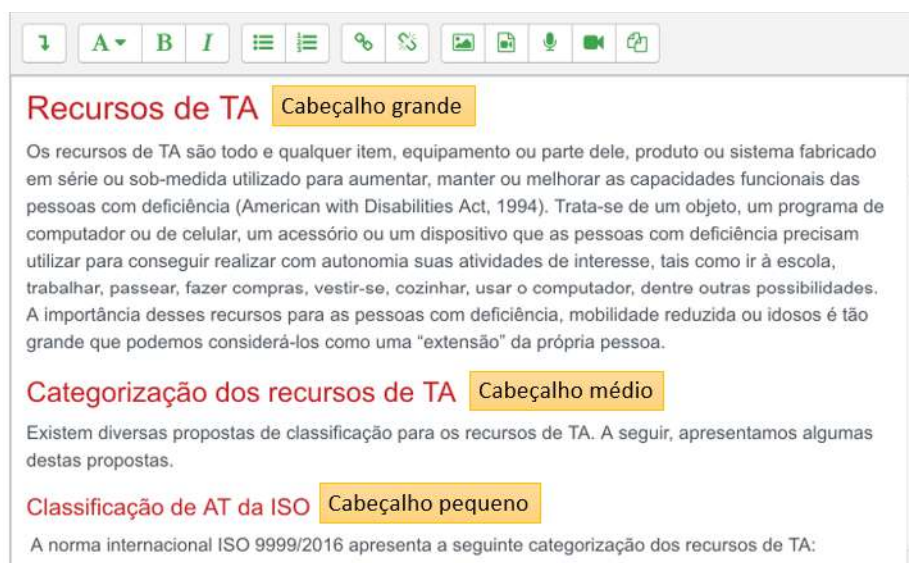 A B I
Recursos de TA Cabeçalho grande
Os recursos de TA são todo e qualquer item, equipamento ou parte dele, produto ou sistema fabricado
em série ou sob-medida utilizado para aumentar, manter ou melhorar as capacidades funcionais das
pessoas com deficiência (American with Disabilities Act, 1994). Trata-se de um objeto, um programa de
computador ou de celular, um acessório ou um dispositivo que as pessoas com deficiência precisam
utilizar para conseguir realizar com autonomia suas atividades de interesse, tais como ir à escola,
trabalhar, passear, fazer compras, vestir-se, cozinhar, usar o computador, dentre outras possibilidades.
A importância desses recursos para as pessoas com deficiência, mobilidade reduzida ou idosos é tão
grande que podemos considerá-los como uma “extensão” da própria pessoa.
Categorização dos recursos de TA Cabeçalho médio
Existem diversas propostas de classificação para os recursos de TA. A seguir, apresentamos algumas
destas propostas.
Classificação de AT da ISO Cabeçalho pequeno
A norma internacional ISO 9999/2016 apresenta a seguinte categorização dos recursos de TA: